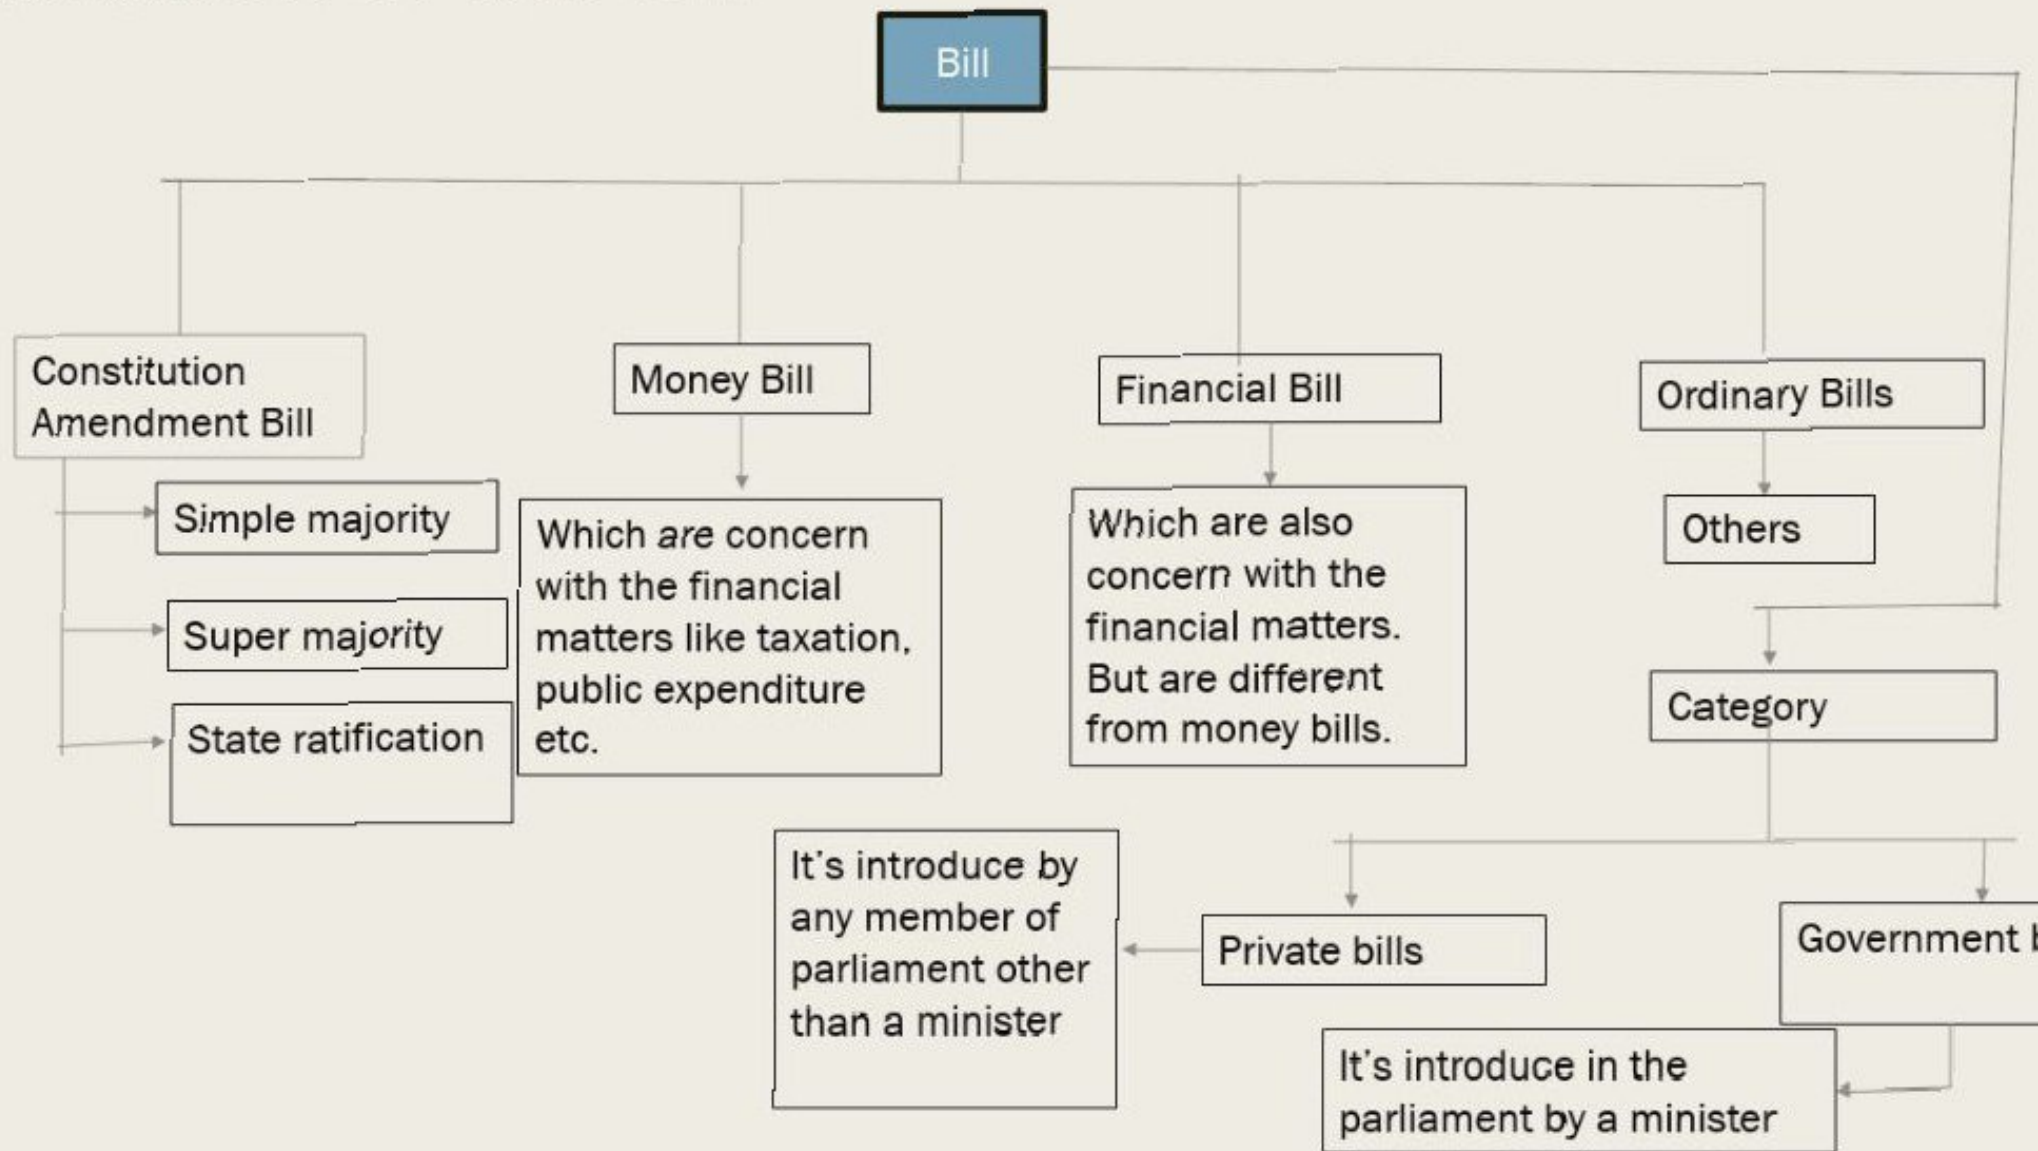 Bill
Constitution
Amendment Bill
Simple majority
Super majority
State ratification
Money Bill
Which are concern
with the financial
matters like taxation,
public expenditure
etc.
Financial Bill
Which are also
concern with the
financial matters.
But are different
from money bills.
Ordinary Bills
Others
Category
Private bills
It's introduce by
any member of
parliament other
than a minister
Government
It's introduce in the
parliament by a minister